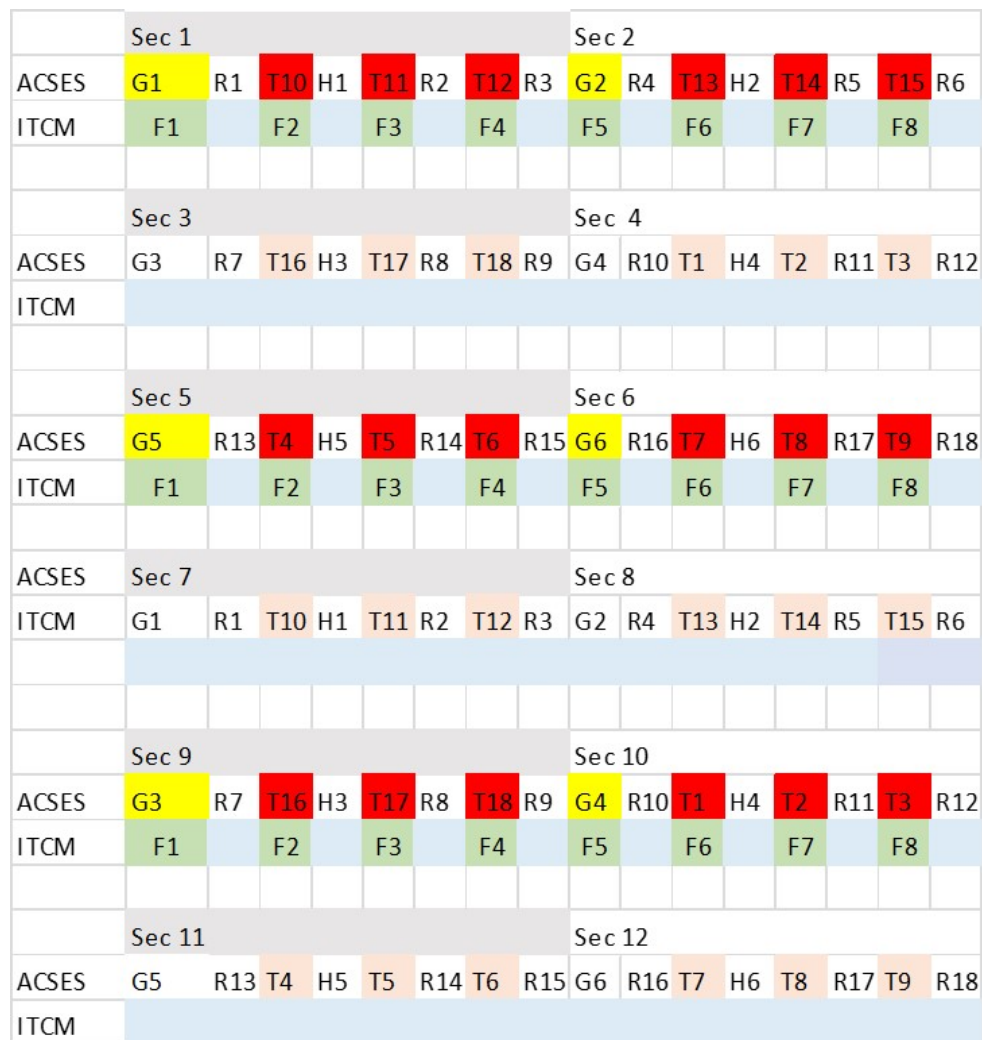 Sec 1 Sec 2
ACSES G1 R1 T10 H1 T11 R2 T12 R3 G2 R4 T13 H2 T14 R5 T15 R6
ITCM F1 F2 F3 F4 F5 F6 F7 F8
Sec 3 Sec 4
ACSES G3 R7 T16 H3 T17 R8 T18 R9 G4 R10 T1 H4 T2 R11 T3 R12
ITCM
Sec 5 Sec 6
ACSES G5 R13 T4 H5 T5 R14 T6 R15 G6 R16 T7 H6 T8 R17 T9 R18
ITCM F1 F2 F3 F4 F5 F6 F7 F8
ACSES Sec 7 Sec 8
ITCM G1 R1 T10 H1 T11 R2 T12 R3 G2 R4 T13 H2 T14 R5 T15 R6
Sec 9 Sec 10
ACSES G3 R7 T16 H3 T17 R8 T18 R9 G4 R10 T1 H4 T2 R11 T3 R12
ITCM F1 F2 F3 F4 F5 F6 F7 F8
Sec 11 Sec 12
ACSES G5 R13 T4 H5 T5 R14 T6 R15 G6 R16 T7 H6 T8 R17 T9 R18
ITCM